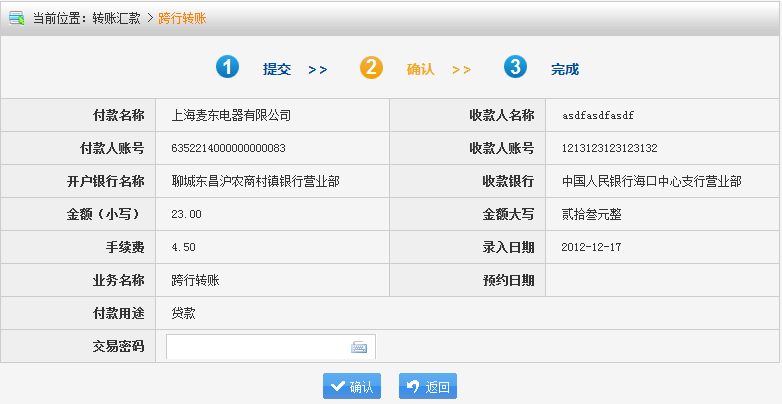 当前位置：转账汇款 > 跨行转账
1 提交 >> 2 确认 >> 3 完成
付款名称 上海麦东电器有限公司 收款人名称 asdfasdfasdf
付款人账号 6352214000000000083 收款人账号 1213123123123132
开户银行名称 聊城东昌沪农商村镇银行营业部 收款银行 中国人民银行海口中心支行营业部
金额（小写） 23.00 金额大写 贰拾叁元整
手续费 4.50 录入日期 2012-12-17
业务名称 跨行转账 预约日期
付款用途 贷款
交易密码
确认 返回